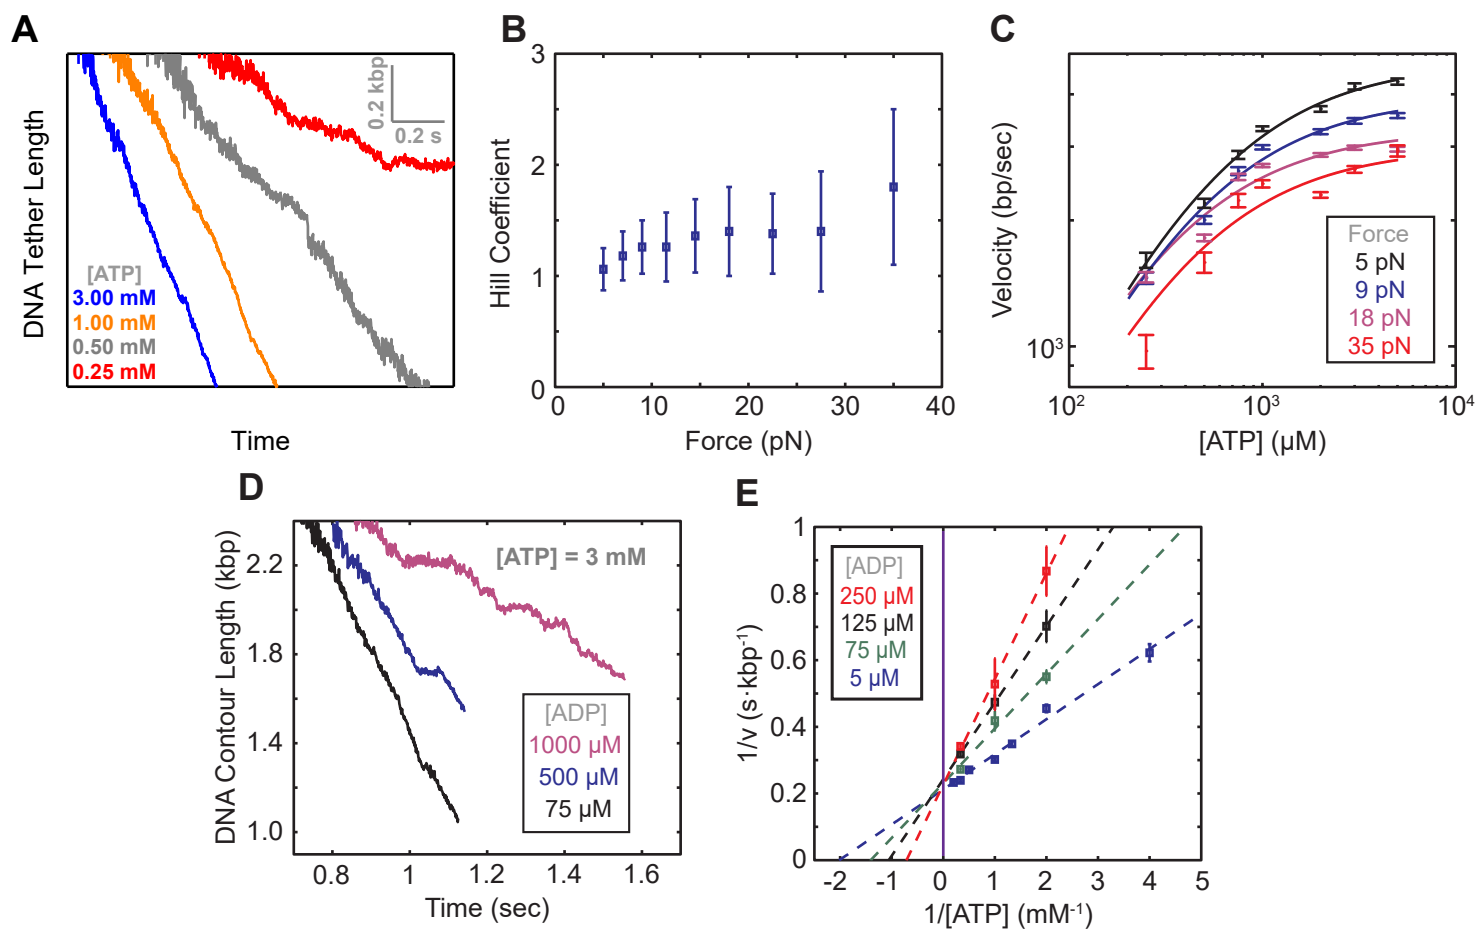 A
DNA Tether Length
0.2 kbp
0.2 s
[ATP]
3.00 mM
1.00 mM
0.50 mM
0.25 mM
Time
B
Hill Coefficient
3
2
1
0
0 10 20 30 40
Force (pN)
C
Velocity (bp/sec)
10³
Force
5 pN
9 pN
18 pN
35 pN
10² 10³ 10⁴
[ATP] (µM)
D
DNA Contour Length (kbp)
2.2
1.8
1.4
1.0
[ATP] = 3 mM
[ADP]
1000 µM
500 µM
75 µM
0.8 1 1.2 1.4 1.6
Time (sec)
E
1/v (s·kbp⁻¹)
1
0.8
0.6
0.4
0.2
0
[ADP]
250 µM
125 µM
75 µM
5 µM
-2 -1 0 1 2 3 4 5
1/[ATP] (mM⁻¹)